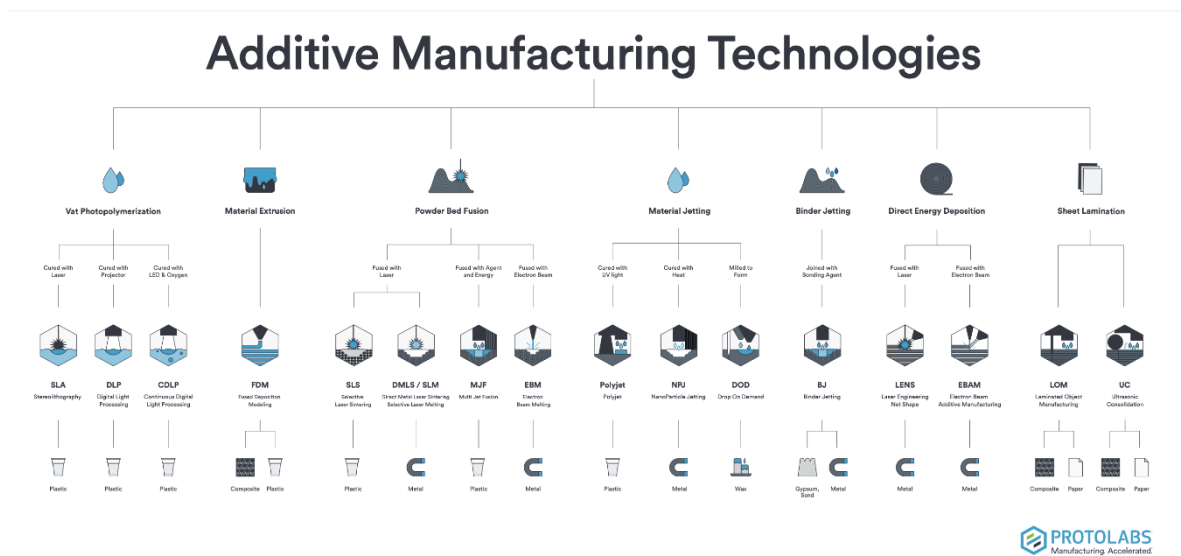 Additive Manufacturing Technologies
Vat Photopolymerization
Material Extrusion
Powder Bed Fusion
Material Jetting
Binder Jetting
Direct Energy Deposition
Sheet Lamination
Cured with
Laser
Cured with
Projector
Cured with
LED & Oxygen
Fused with
Laser
Fused with Agent
and Energy
Fused with
Electron Beam
Cured with
UV light
Cured with
Heat
Milled to
Form
Joined with
Bonding Agent
Fused with
Laser
Fused with
Electron Beam
SLA
Stereolithography
DLP
Digital Light
Processing
CDLP
Continuous Digital
Light Processing
FDM
Fused Deposition
Modeling
SLS
Selective
Laser Sintering
DMLS / SLM
Direct Metal Laser Sintering
Selective Laser Melting
MJF
Multi Jet Fusion
EBM
Electron
Beam Melting
Polyjet
Polyjet
NPJ
NanoParticle Jetting
DOD
Drop On Demand
BJ
Binder Jetting
LENS
Laser Engineering
Net Shape
EBAM
Electron Beam
Additive Manufacturing
LOM
Laminated Object
Manufacturing
UC
Ultrasonic
Consolidation
Plastic
Plastic
Plastic
Composite
Plastic
Plastic
Metal
Plastic
Metal
Plastic
Metal
Wax
Gypsum,
Sand
Metal
Metal
Metal
Composite
Paper
Composite
Paper
PROTOLABS
Manufacturing. Accelerated.